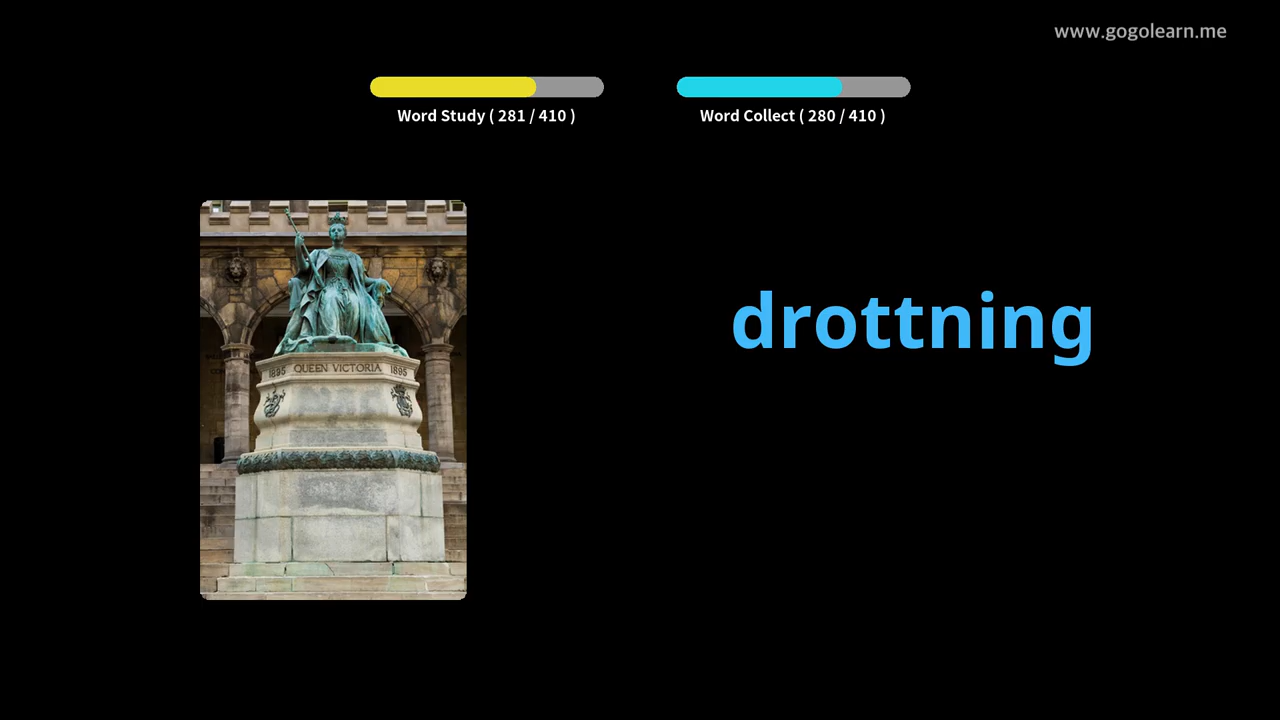 www.gogolearn.me
Word Study ( 281 / 410 )
Word Collect ( 280 / 410 )
drottning
1895 QUEEN VICTORIA 1895